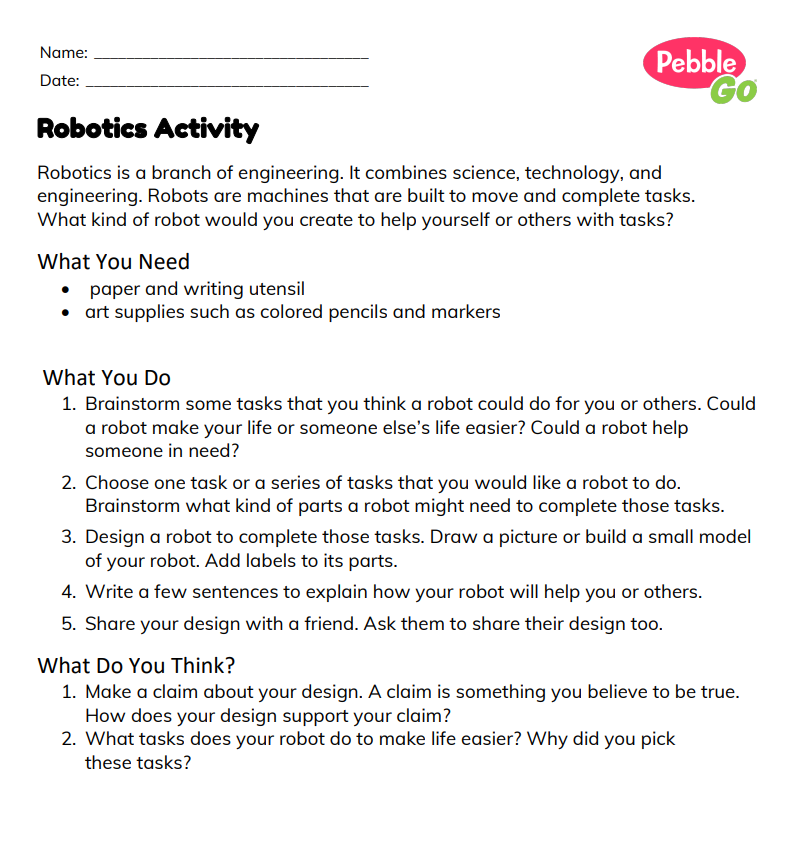 Name: ___________________________________
Date: ____________________________________
Pebble
GO
Robotics Activity
Robotics is a branch of engineering. It combines science, technology, and
engineering. Robots are machines that are built to move and complete tasks.
What kind of robot would you create to help yourself or others with tasks?
What You Need
• paper and writing utensil
• art supplies such as colored pencils and markers
What You Do
1. Brainstorm some tasks that you think a robot could do for you or others. Could
a robot make your life or someone else’s life easier? Could a robot help
someone in need?
2. Choose one task or a series of tasks that you would like a robot to do.
Brainstorm what kind of parts a robot might need to complete those tasks.
3. Design a robot to complete those tasks. Draw a picture or build a small model
of your robot. Add labels to its parts.
4. Write a few sentences to explain how your robot will help you or others.
5. Share your design with a friend. Ask them to share their design too.
What Do You Think?
1. Make a claim about your design. A claim is something you believe to be true.
How does your design support your claim?
2. What tasks does your robot do to make life easier? Why did you pick
these tasks?